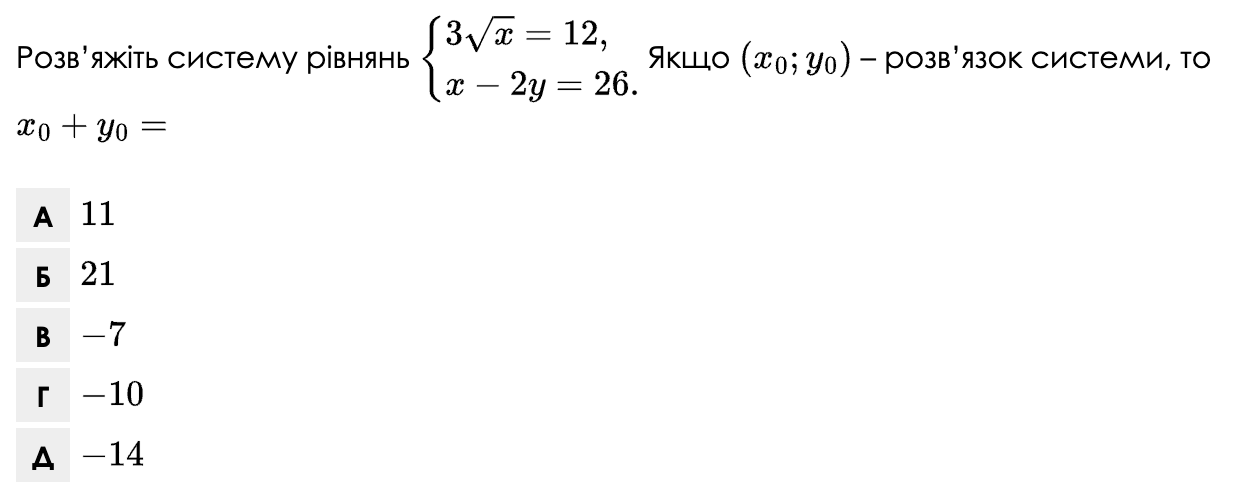 Розв’яжіть систему рівнянь { 3√x = 12, x − 2y = 26. Якщо (x₀; y₀) – розв’язок системи, то
x₀ + y₀ =
А 11
Б 21
В −7
Г −10
Д −14